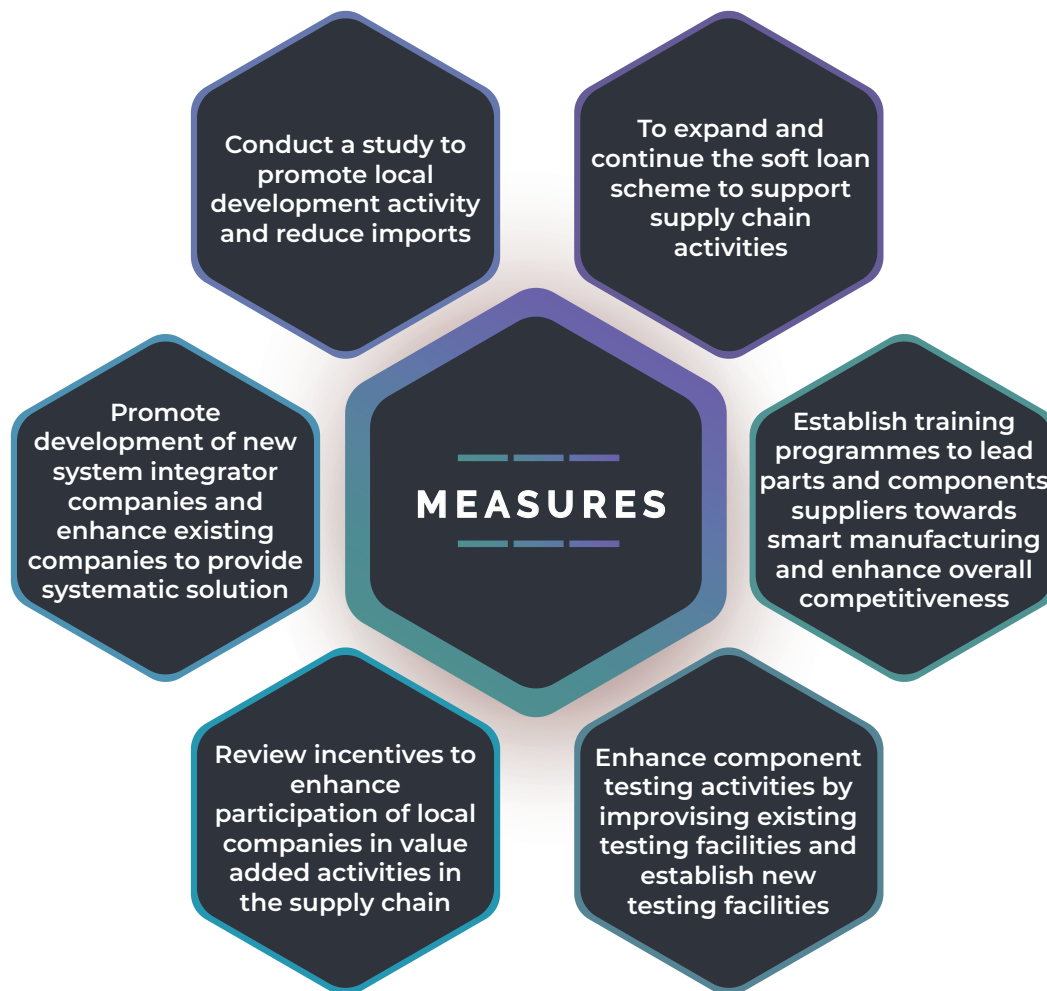 Conduct a study to
promote local
development activity
and reduce imports
To expand and
continue the soft loan
scheme to support
supply chain
activities
Promote
development of new
system integrator
companies and
enhance existing
companies to provide
systematic solution
MEASURES
Establish training
programmes to lead
parts and components
suppliers towards
smart manufacturing
and enhance overall
competitiveness
Review incentives to
enhance
participation of local
companies in value
added activities in
the supply chain
Enhance component
testing activities by
improvising existing
testing facilities and
establish new
testing facilities